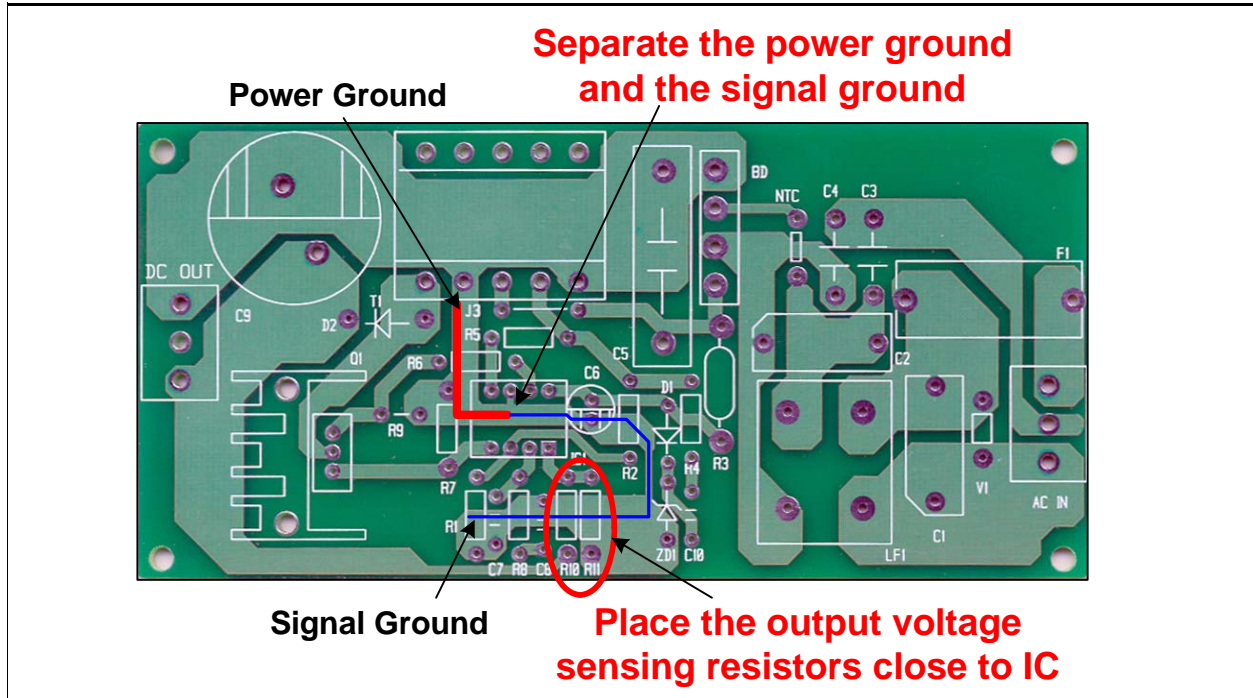 Separate the power ground
and the signal ground
Power Ground
BD
NTC
C4
C3
F1
DC OUT
C9
T1
D2
J3
R5
Q1
R6
C5
C2
C6
D1
R9
R2
R3
R4
R7
V1
AC IN
R1
C1
LF1
C7
R8
R10
R11
ZD1
C10
Signal Ground
Place the output voltage
sensing resistors close to IC